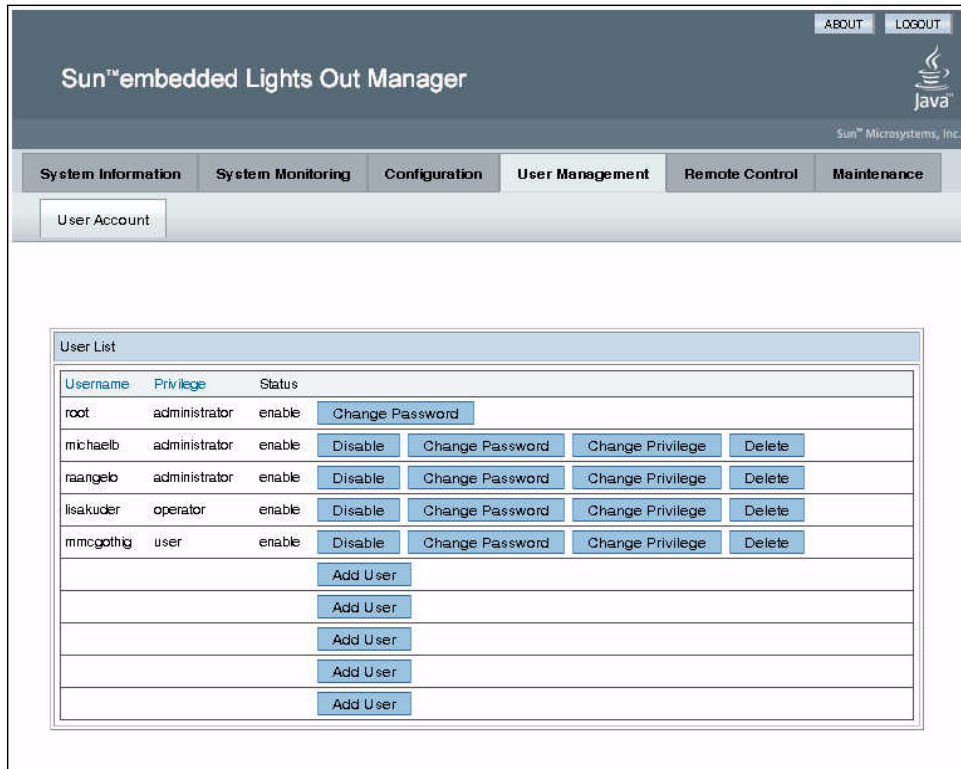 ABOUT LOGOUT
Sun™embedded Lights Out Manager
Java™
Sun™ Microsystems, Inc.
System Information System Monitoring Configuration User Management Remote Control Maintenance
User Account
User List
Username Privilege Status
root administrator enable Change Password
michaelb administrator enable Disable Change Password Change Privilege Delete
raangelo administrator enable Disable Change Password Change Privilege Delete
lisakuder operator enable Disable Change Password Change Privilege Delete
mmcgothig user enable Disable Change Password Change Privilege Delete
Add User
Add User
Add User
Add User
Add User